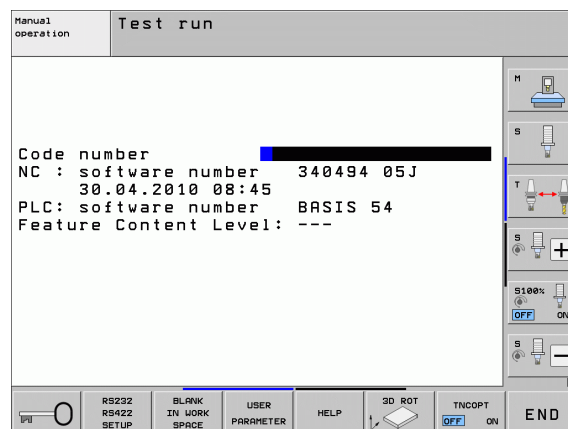 Manual
operation
Test run
Code number
NC : software number 340494 05J
30.04.2010 08:45
PLC: software number BASIS 54
Feature Content Level: ---
M
S
T
S
+
S100%
OFF ON
S
-
RS232
RS422
SETUP
BLANK
IN WORK
SPACE
USER
PARAMETER
HELP
3D ROT
TNCOPT
OFF ON
END